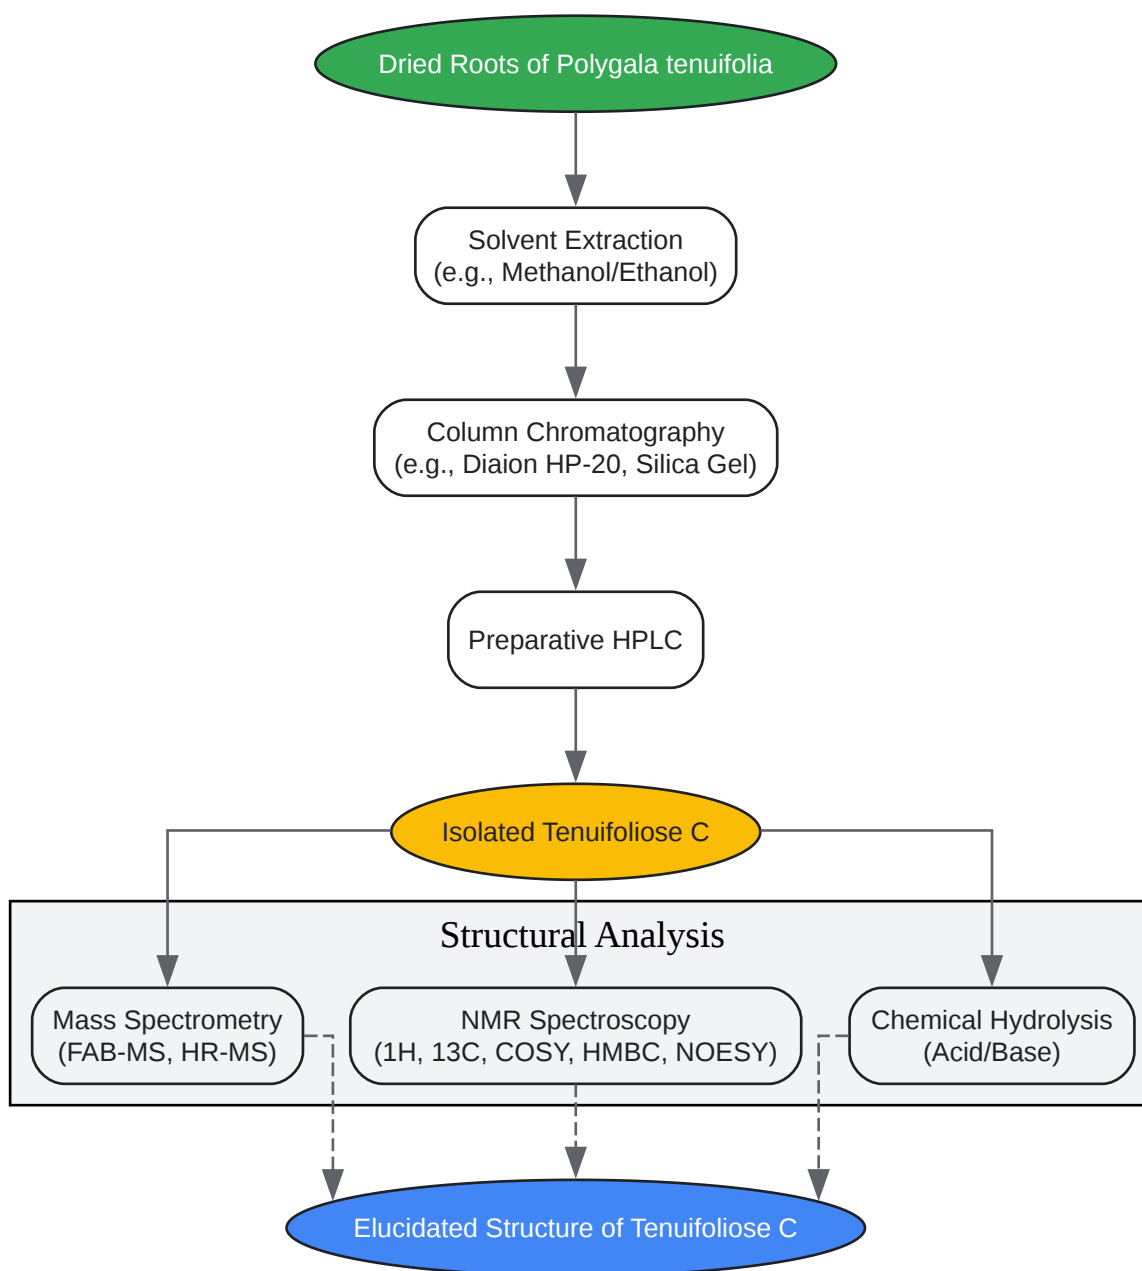 Dried Roots of Polygala tenuifolia
Solvent Extraction
(e.g., Methanol/Ethanol)
Column Chromatography
(e.g., Diaion HP-20, Silica Gel)
Preparative HPLC
Isolated Tenuifoliose C
Structural Analysis
Mass Spectrometry
(FAB-MS, HR-MS)
NMR Spectroscopy
(1H, 13C, COSY, HMBC, NOESY)
Chemical Hydrolysis
(Acid/Base)
Elucidated Structure of Tenuifoliose C